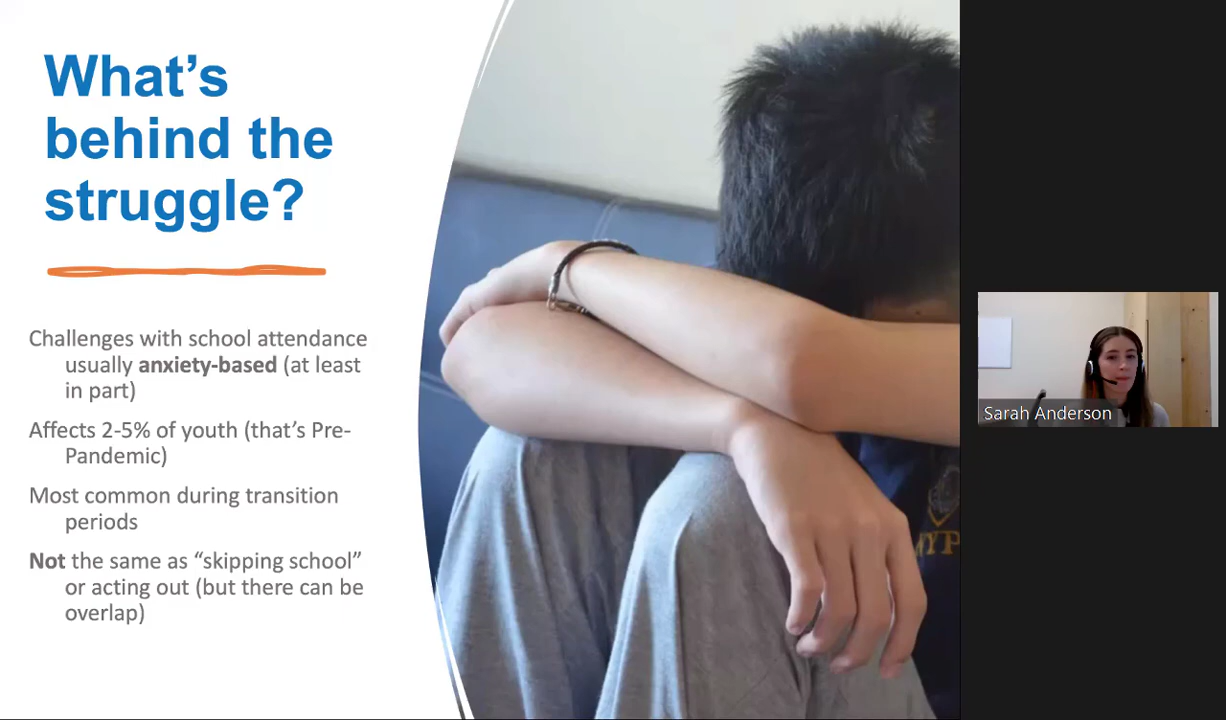 What’s
behind the
struggle?
Challenges with school attendance
usually anxiety-based (at least
in part)
Affects 2-5% of youth (that’s Pre-
Pandemic)
Most common during transition
periods
Not the same as “skipping school”
or acting out (but there can be
overlap)
YP
Sarah Anderson